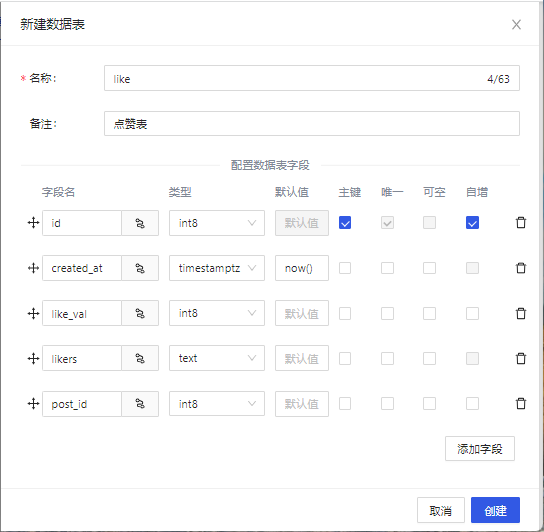 新建数据表
* 名称: like 4/63
备注: 点赞表
配置数据表字段
字段名 类型 默认值 主键 唯一 可空 自增
id int8 默认值
created_at timestamptz now()
like_val int8 默认值
likers text 默认值
post_id int8 默认值
添加字段
取消 创建